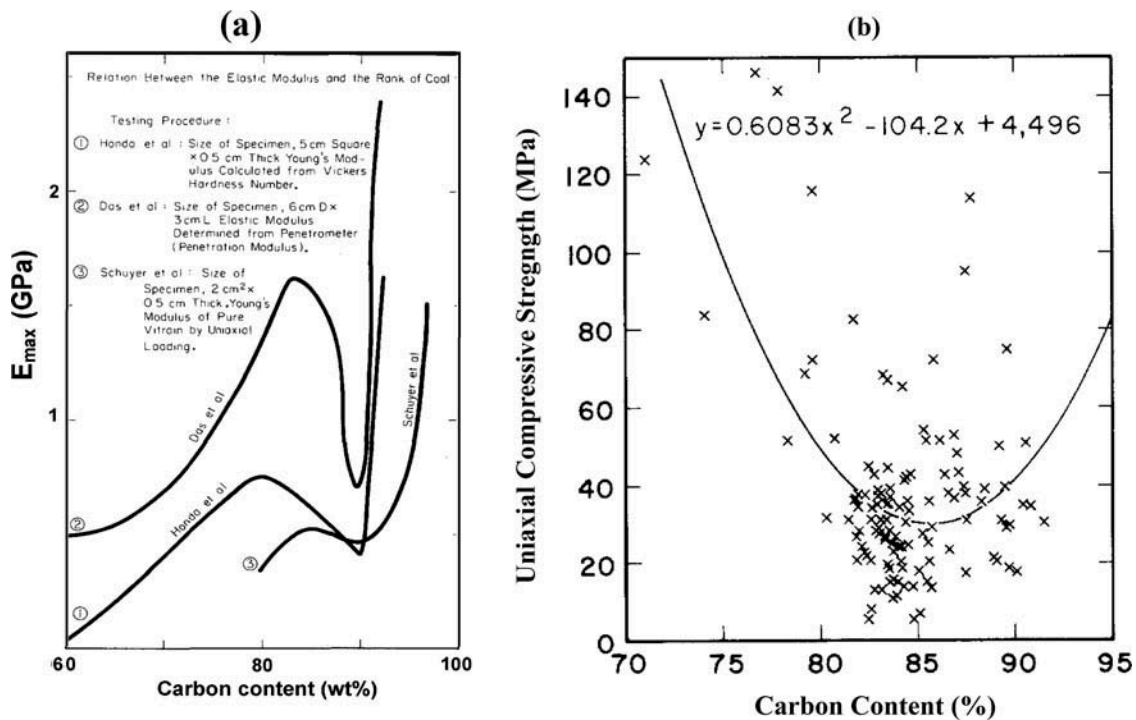 (a)
Relation Between the Elastic Modulus and the Rank of Coal
Testing Procedure :
① Honda et al : Size of Specimen, 5 cm Square
× 0.5 cm Thick Young's Mod-
ulus Calculated from Vickers
Hardness Number.
② Das et al : Size of Specimen, 6 cm D ×
3 cm L Elastic Modulus
Determined from Penetrometer
(Penetration Modulus).
③ Schuyer et al : Size of
Specimen, 2 cm² ×
0.5 cm Thick. Young's
Modulus of Pure
Vitrain by Uniaxial
Loading.
Das et al
Honda et al
Schuyer et al
②
①
③
2
1
Emax (GPa)
60
80
100
Carbon content (wt%)
(b)
y = 0.6083x² - 104.2x + 4,496
140
120
100
80
60
40
20
0
Uniaxial Compressive Stregngth (MPa)
70
75
80
85
90
95
Carbon Content (%)